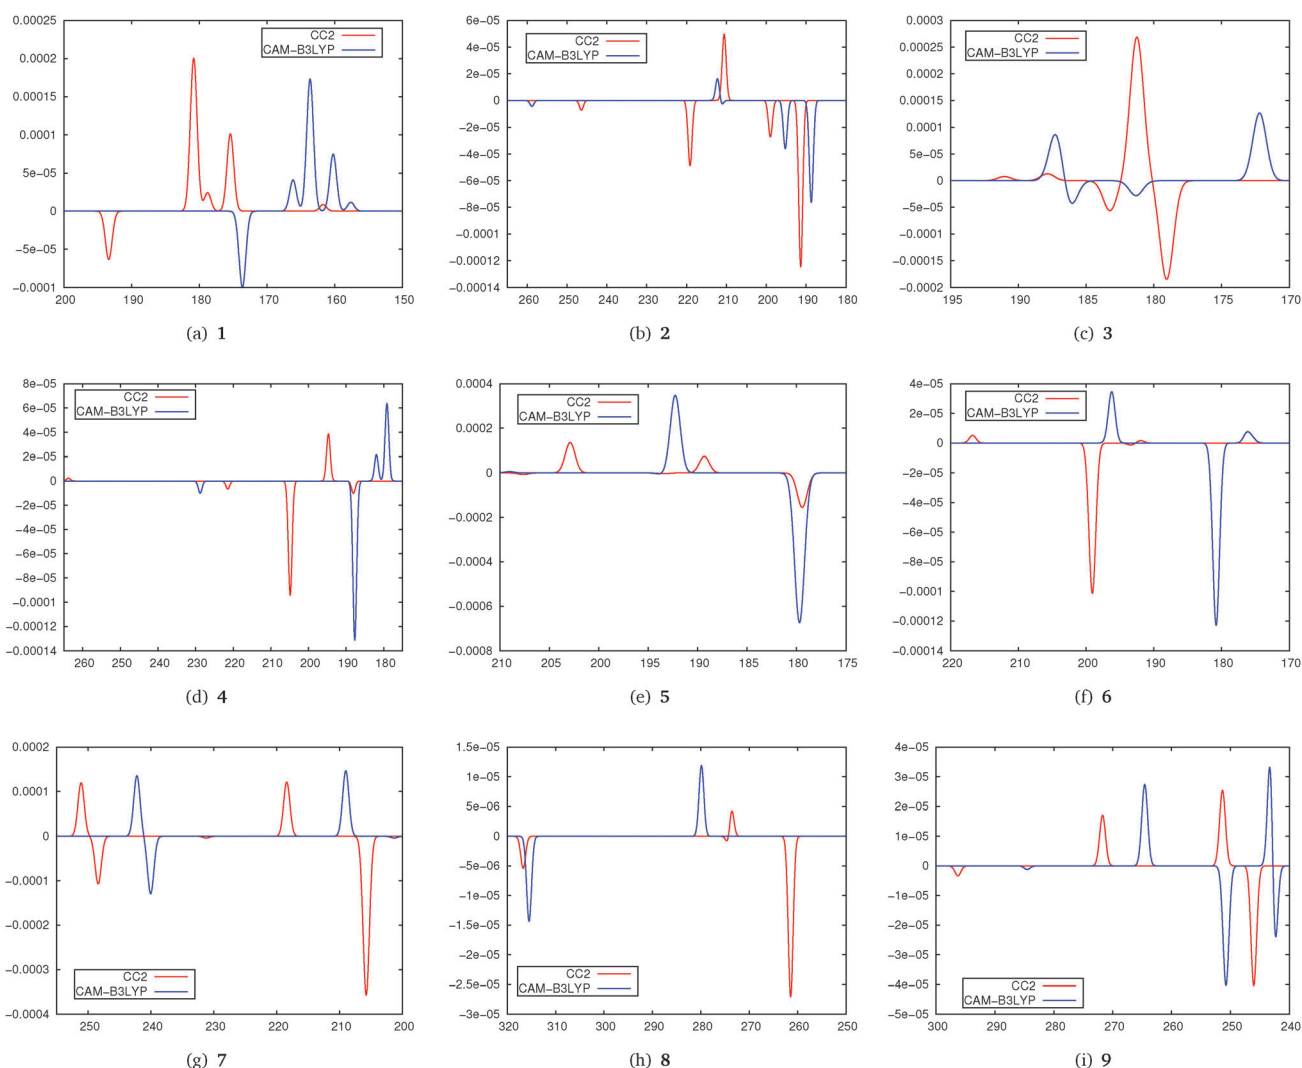 0.00025
0.0002
0.00015
0.0001
5e−05
0
−5e−05
−0.0001
200 190 180 170 160 150
CC2
CAM−B3LYP
(a) 1
6e−05
4e−05
2e−05
0
−2e−05
−4e−05
−6e−05
−8e−05
−0.0001
−0.00012
−0.00014
260 250 240 230 220 210 200 190 180
CC2
CAM−B3LYP
(b) 2
0.0003
0.00025
0.0002
0.00015
0.0001
5e−05
0
−5e−05
−0.0001
−0.00015
−0.0002
195 190 185 180 175 170
CC2
CAM−B3LYP
(c) 3
8e−05
6e−05
4e−05
2e−05
0
−2e−05
−4e−05
−6e−05
−8e−05
−0.0001
−0.00012
−0.00014
260 250 240 230 220 210 200 190 180
CC2
CAM−B3LYP
(d) 4
0.0004
0.0002
0
−0.0002
−0.0004
−0.0006
−0.0008
210 205 200 195 190 185 180 175
CC2
CAM−B3LYP
(e) 5
4e−05
2e−05
0
−2e−05
−4e−05
−6e−05
−8e−05
−0.0001
−0.00012
−0.00014
220 210 200 190 180 170
CC2
CAM−B3LYP
(f) 6
0.0002
0.0001
0
−0.0001
−0.0002
−0.0003
−0.0004
250 240 230 220 210 200
CC2
CAM−B3LYP
(g) 7
1.5e−05
1e−05
5e−06
0
−5e−06
−1e−05
−1.5e−05
−2e−05
−2.5e−05
−3e−05
320 310 300 290 280 270 260 250
CC2
CAM−B3LYP
(h) 8
4e−05
3e−05
2e−05
1e−05
0
−1e−05
−2e−05
−3e−05
−4e−05
−5e−05
300 290 280 270 260 250 240
CC2
CAM−B3LYP
(i) 9